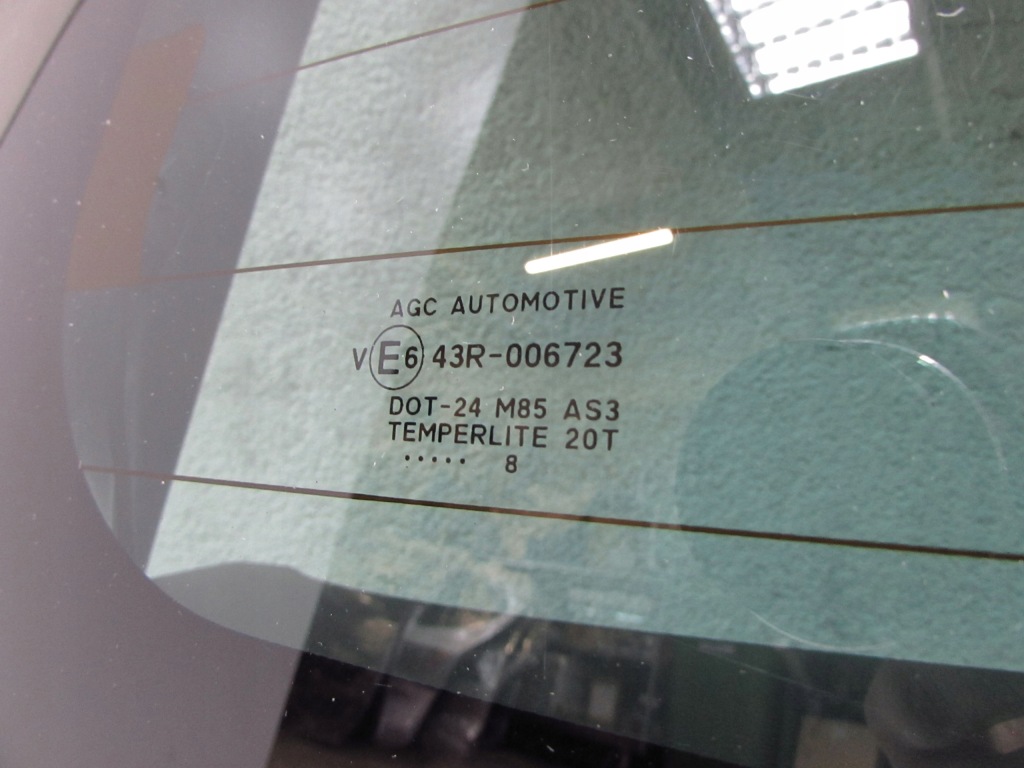 AGC AUTOMOTIVE
V E6 43R-006723
DOT-24 M85 AS3
TEMPERLITE 20T
..... 8